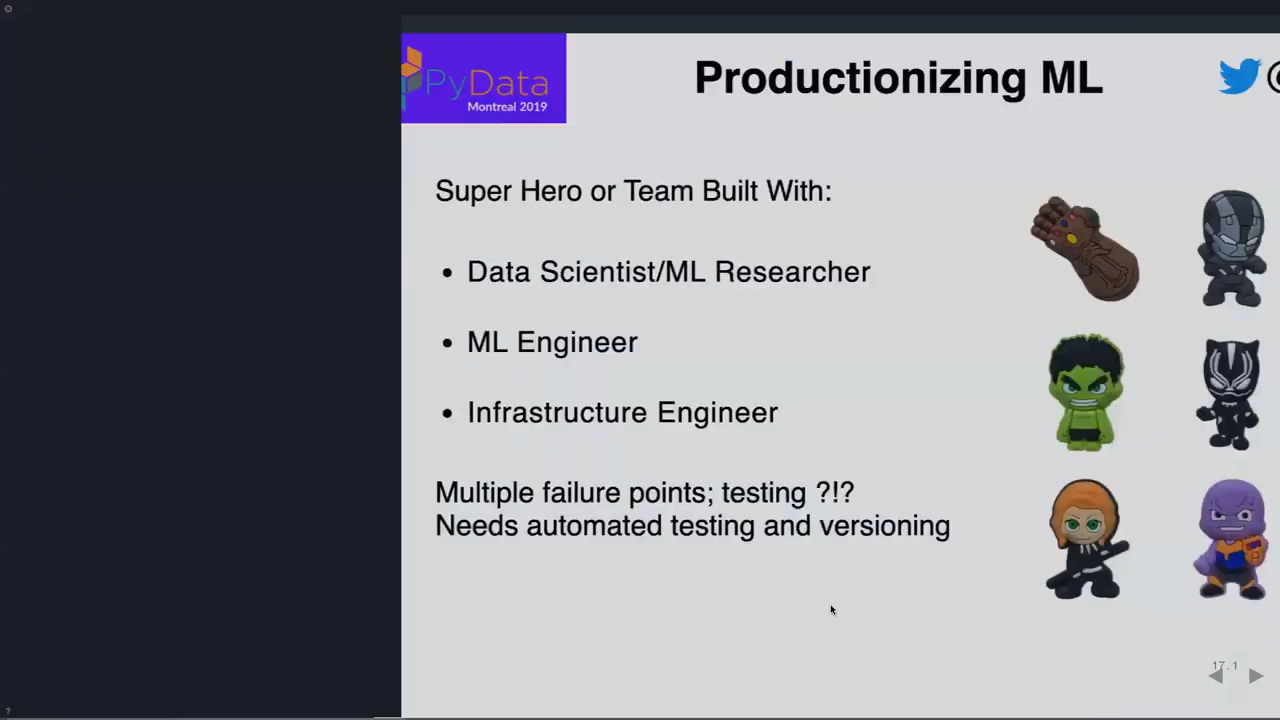 PyData
Montreal 2019
Productionizing ML
Super Hero or Team Built With:
• Data Scientist/ML Researcher
• ML Engineer
• Infrastructure Engineer
Multiple failure points; testing ?!?
Needs automated testing and versioning
17.1
?